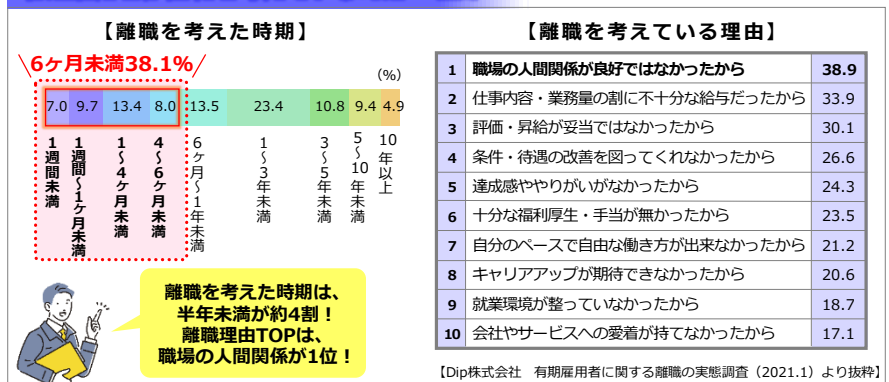 【離職を考えた時期】
6ヶ月未満38.1%
(%)
7.0 9.7 13.4 8.0 13.5 23.4 10.8 9.4 4.9
1週間未満
1週間～1ヶ月未満
1～4ヶ月未満
4～6ヶ月未満
6ヶ月～1年未満
1～3年未満
3～5年未満
5～10年未満
10年以上
離職を考えた時期は、
半年未満が約4割！
離職理由TOPは、
職場の人間関係が1位！
【離職を考えている理由】
1 職場の人間関係が良好ではなかったから 38.9
2 仕事内容・業務量の割に不十分な給与だったから 33.9
3 評価・昇給が妥当ではなかったから 30.1
4 条件・待遇の改善を図ってくれなかったから 26.6
5 達成感ややりがいがなかったから 24.3
6 十分な福利厚生・手当が無かったから 23.5
7 自分のペースで自由な働き方が出来なかったから 21.2
8 キャリアアップが期待できなかったから 20.6
9 就業環境が整っていなかったから 18.7
10 会社やサービスへの愛着が持てなかったから 17.1
【Dip株式会社　有期雇用者に関する離職の実態調査（2021.1）より抜粋】